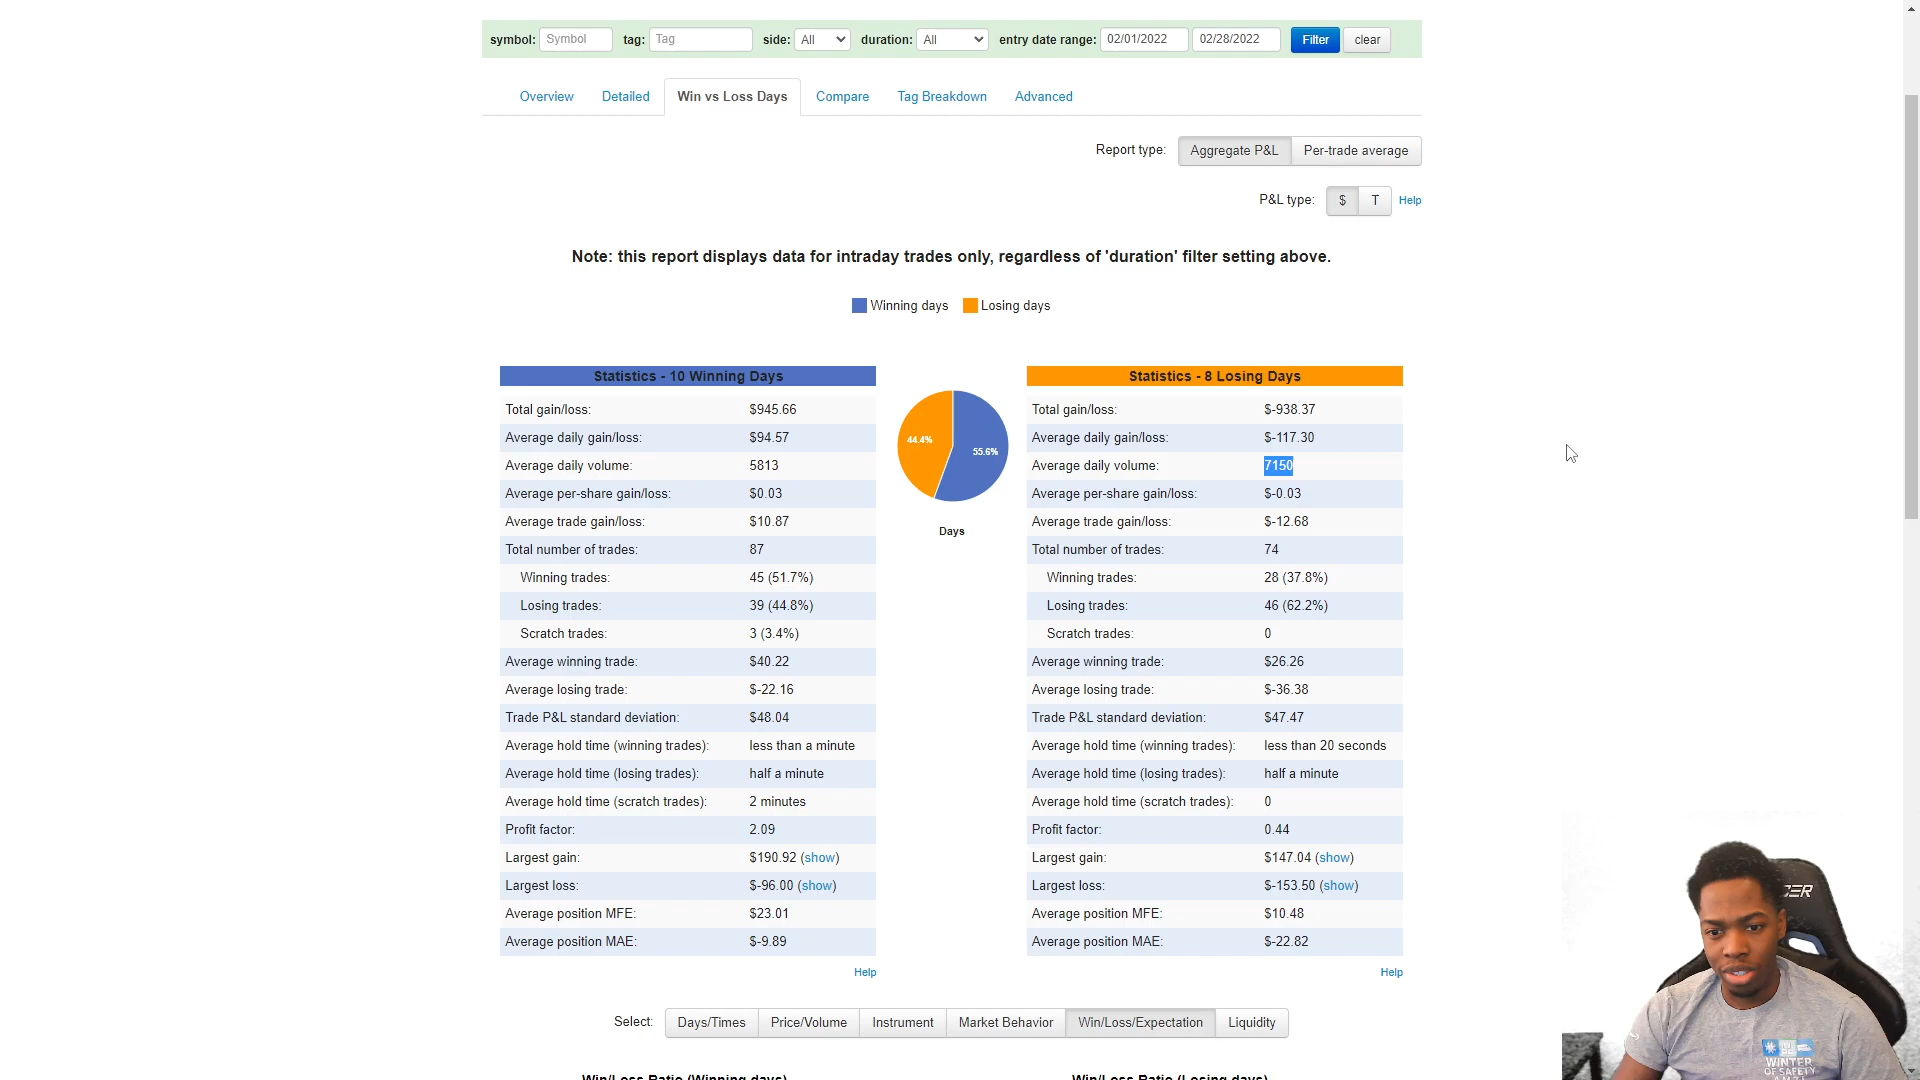 symbol: Symbol tag: Tag side: All duration: All entry date range: 02/01/2022 02/28/2022 Filter clear
Overview Detailed Win vs Loss Days Compare Tag Breakdown Advanced
Report type: Aggregate P&L Per-trade average
P&L type: $ T Help
Note: this report displays data for intraday trades only, regardless of 'duration' filter setting above.
Winning days Losing days
Statistics - 10 Winning Days
Total gain/loss: $945.66
Average daily gain/loss: $94.57
Average daily volume: 5813
Average per-share gain/loss: $0.03
Average trade gain/loss: $10.87
Total number of trades: 87
Winning trades: 45 (51.7%)
Losing trades: 39 (44.8%)
Scratch trades: 3 (3.4%)
Average winning trade: $40.22
Average losing trade: $-22.16
Trade P&L standard deviation: $48.04
Average hold time (winning trades): less than a minute
Average hold time (losing trades): half a minute
Average hold time (scratch trades): 2 minutes
Profit factor: 2.09
Largest gain: $190.92 (show)
Largest loss: $-96.00 (show)
Average position MFE: $23.01
Average position MAE: $-9.89
Help
44.4%
55.6%
Days
Statistics - 8 Losing Days
Total gain/loss: $-938.37
Average daily gain/loss: $-117.30
Average daily volume: 7150
Average per-share gain/loss: $-0.03
Average trade gain/loss: $-12.68
Total number of trades: 74
Winning trades: 28 (37.8%)
Losing trades: 46 (62.2%)
Scratch trades: 0
Average winning trade: $26.26
Average losing trade: $-36.38
Trade P&L standard deviation: $47.47
Average hold time (winning trades): less than 20 seconds
Average hold time (losing trades): half a minute
Average hold time (scratch trades): 0
Profit factor: 0.44
Largest gain: $147.04 (show)
Largest loss: $-153.50 (show)
Average position MFE: $10.48
Average position MAE: $-22.82
Help
Select: Days/Times Price/Volume Instrument Market Behavior Win/Loss/Expectation Liquidity
Win/Loss Ratio (Winning days) Win/Loss Ratio (Losing days)
WINTER
OF SAFETY